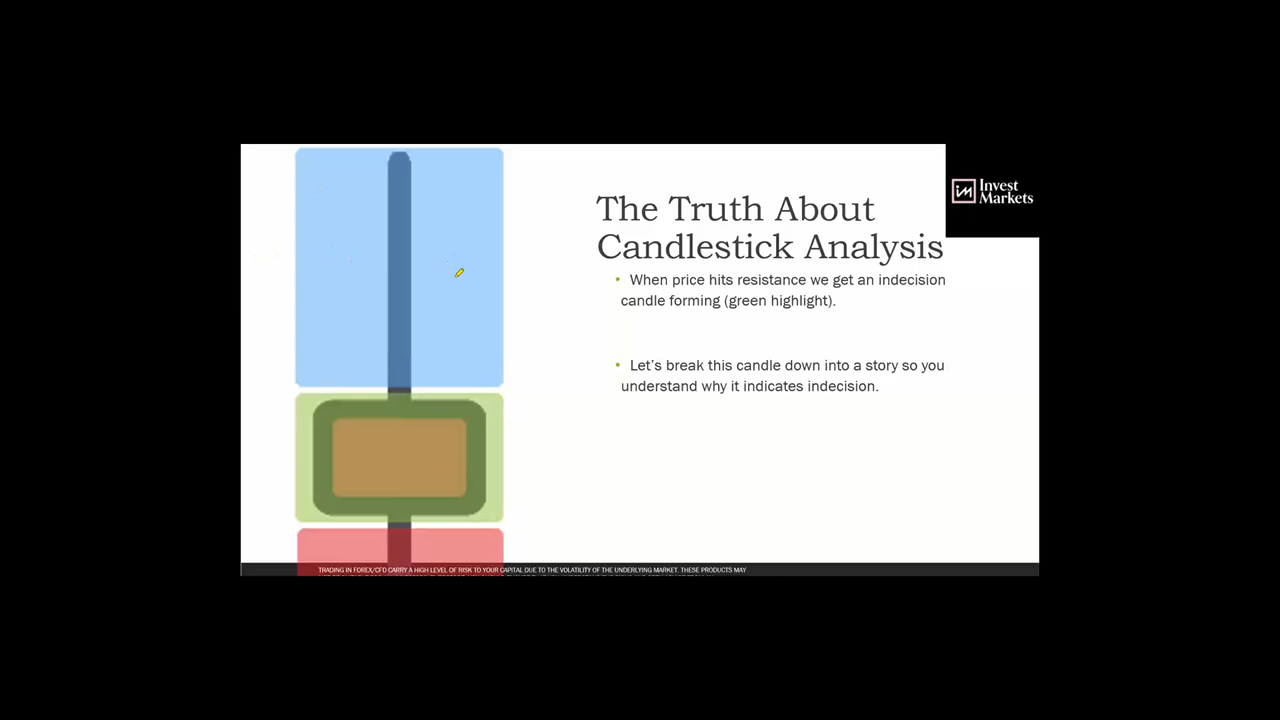 Invest
Markets
The Truth About
Candlestick Analysis
• When price hits resistance we get an indecision
candle forming (green highlight).
• Let's break this candle down into a story so you
understand why it indicates indecision.
TRADING IN FOREX/CFD CARRY A HIGH LEVEL OF RISK TO YOUR CAPITAL DUE TO THE VOLATILITY OF THE UNDERLYING MARKET. THESE PRODUCTS MAY